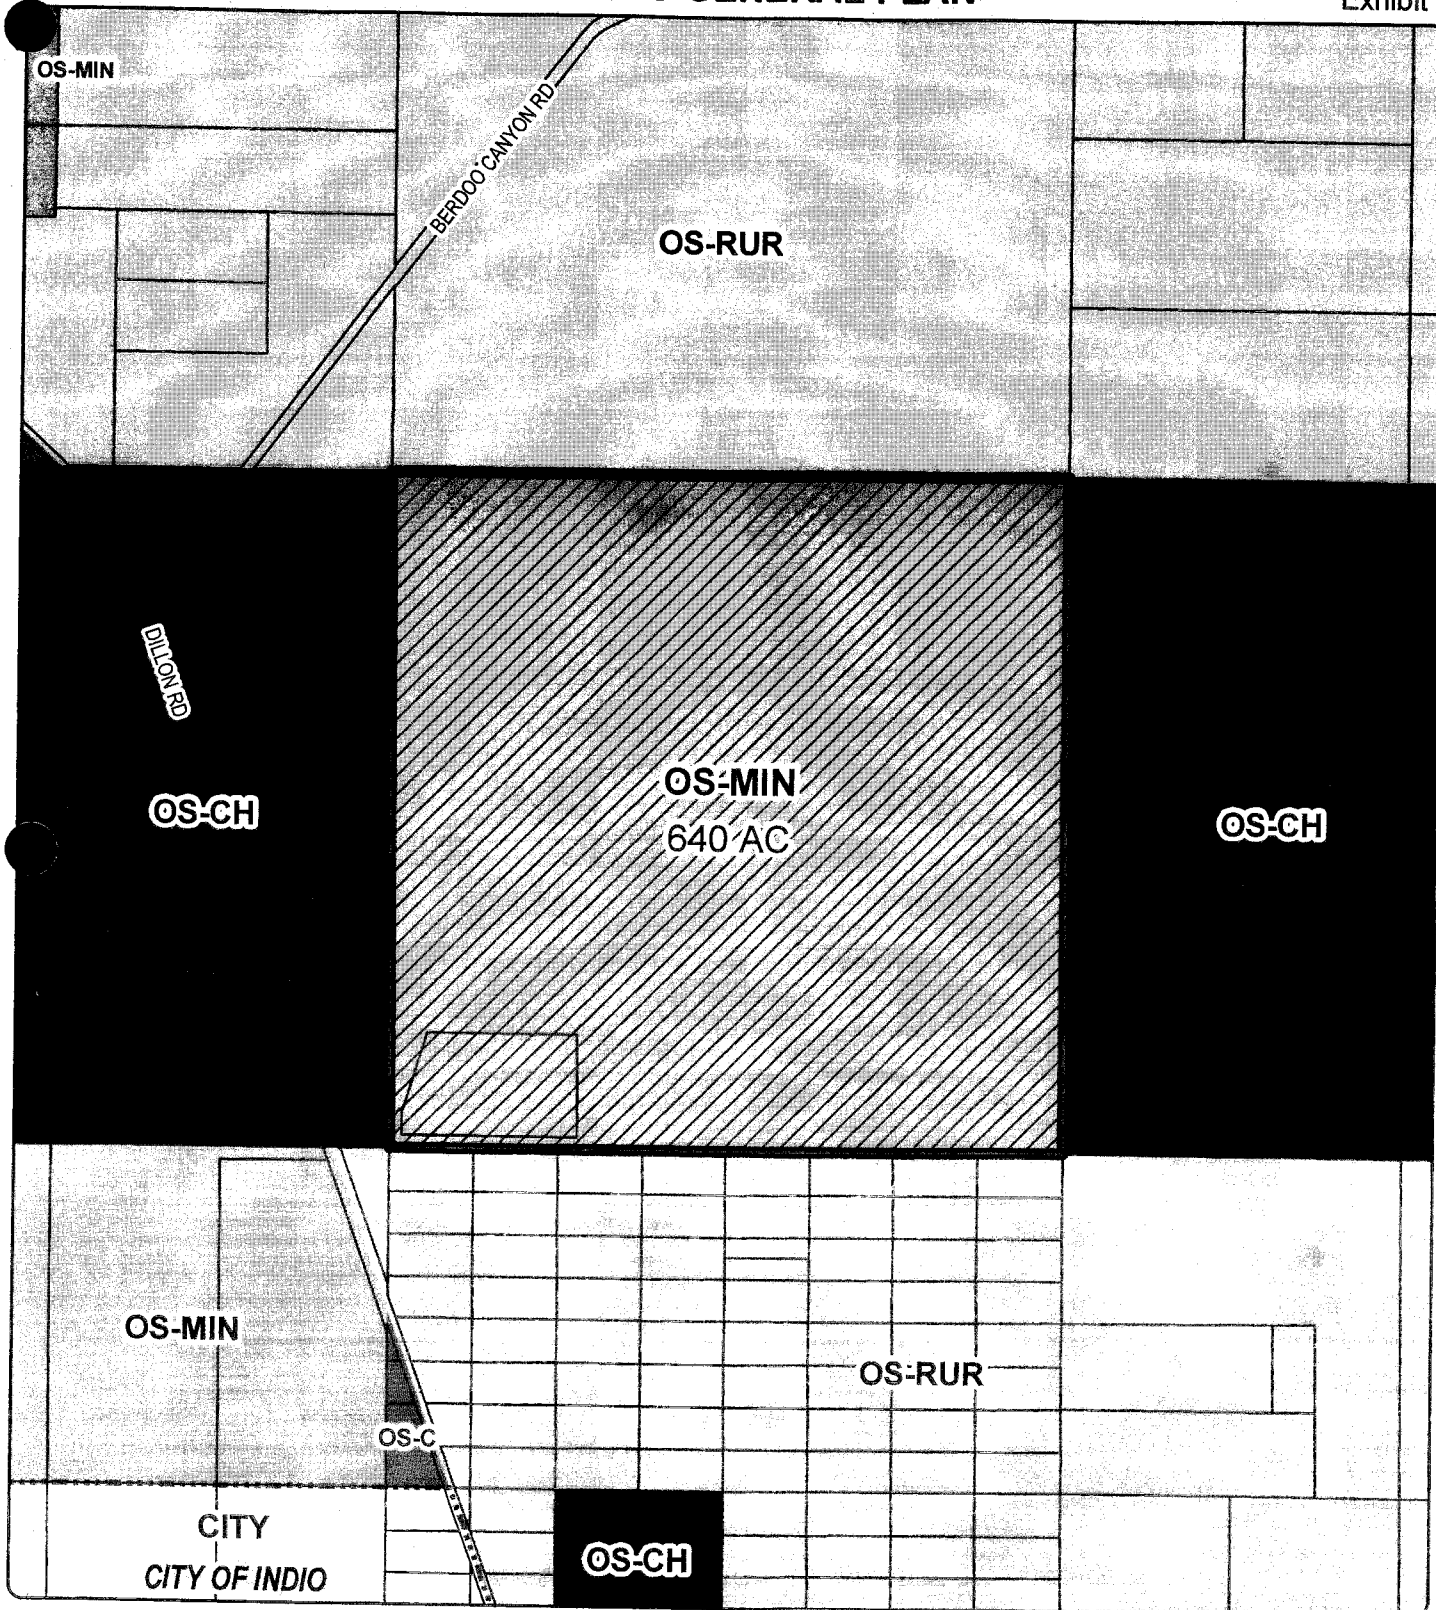 GENERAL PLAN
Exhibit
OS-MIN
BERDOO CANYON RD
OS-RUR
DILLON RD
OS-CH
OS-MIN
640 AC
OS-CH
OS-MIN
OS-RUR
OS-C
CITY
CITY OF INDIO
OS-CH